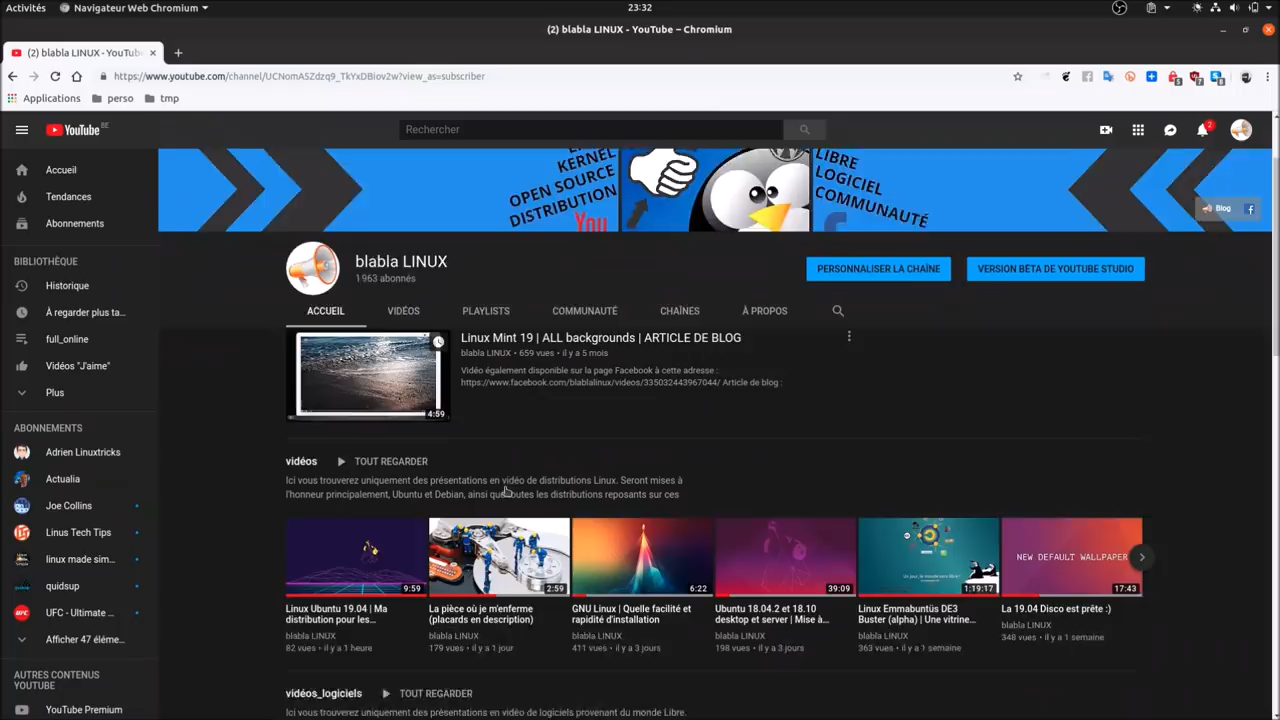 Activités Navigateur Web Chromium 23:32
(2) blabla LINUX - YouTube – Chromium
(2) blabla LINUX - YouTube
https://www.youtube.com/channel/UCNomASZdzq9_TkYxDBiov2w?view_as=subscriber
Applications perso tmp
YouTube BE
Rechercher
2
KERNEL
OPEN SOURCE
DISTRIBUTION
You
LIBRE
LOGICIEL
COMMUNAUTÉ
Blog
Accueil
Tendances
Abonnements
BIBLIOTHÈQUE
Historique
À regarder plus ta...
full_online
Vidéos "J'aime"
Plus
ABONNEMENTS
Adrien Linuxtricks
Actualia
Joe Collins
Linus Tech Tips
linux made sim...
quidsup
UFC - Ultimate ...
Afficher 47 éléme...
AUTRES CONTENUS
YOUTUBE
YouTube Premium
blabla LINUX
1 963 abonnés
PERSONNALISER LA CHAÎNE
VERSION BÊTA DE YOUTUBE STUDIO
ACCUEIL VIDÉOS PLAYLISTS COMMUNAUTÉ CHAÎNES À PROPOS
4:59
Linux Mint 19 | ALL backgrounds | ARTICLE DE BLOG
blabla LINUX • 659 vues • il y a 5 mois
Vidéo également disponible sur la page Facebook à cette adresse :
https://www.facebook.com/blablalinux/videos/335032443967044/ Article de blog :
vidéos TOUT REGARDER
Ici vous trouverez uniquement des présentations en vidéo de distributions Linux. Seront mises à
l'honneur principalement, Ubuntu et Debian, ainsi que toutes les distributions reposants sur ces
9:59
Linux Ubuntu 19.04 | Ma
distribution pour les...
blabla LINUX
82 vues • il y a 1 heure
2:59
La pièce où je m'enferme
(placards en description)
blabla LINUX
179 vues • il y a 1 jour
6:22
GNU Linux | Quelle facilité et
rapidité d'installation
blabla LINUX
411 vues • il y a 3 jours
39:09
Ubuntu 18.04.2 et 18.10
desktop et server | Mise à...
blabla LINUX
198 vues • il y a 3 jours
1:19:17
Linux Emmabuntüs DE3
Buster (alpha) | Une vitrine...
blabla LINUX
363 vues • il y a 1 semaine
NEW DEFAULT WALLPAPER
17:43
La 19.04 Disco est prête :)
blabla LINUX
348 vues • il y a 1 semaine
vidéos_logiciels TOUT REGARDER
Ici vous trouverez uniquement des présentations en vidéo de logiciels provenant du monde Libre.